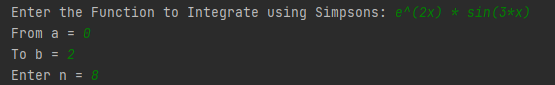 Enter the Function to Integrate using Simpsons: e^(2x) * sin(3*x)
From a = 0
To b = 2
Enter n = 8